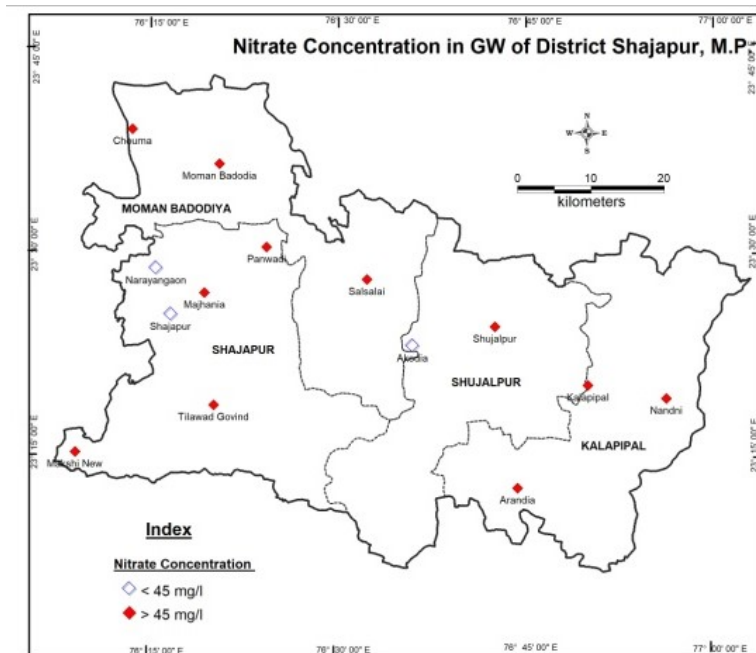 76° 15' 00" E
76° 30' 00" E
76° 45' 00" E
77° 00' 00" E
Nitrate Concentration in GW of District Shajapur, M.P.
23° 45' 00" E
23° 45' 00" E
N
W E
S
Chouma
Moman Badodia
0 10 20
kilometers
MOMAN BADODIYA
23° 30' 00" E
23° 30' 00" E
Panwadi
Narayangaon
Salsalai
Majhania
Shajapur
Shujalpur
SHAJAPUR
Akodia
SHUJALPUR
Kalapipal
Nandni
Tilawad Govind
KALAPIPAL
23° 15' 00" E
23° 15' 00" E
Makshi New
Arandia
Index
Nitrate Concentration
< 45 mg/l
> 45 mg/l
76° 15' 00" E
76° 30' 00" E
76° 45' 00" E
77° 00' 00" E